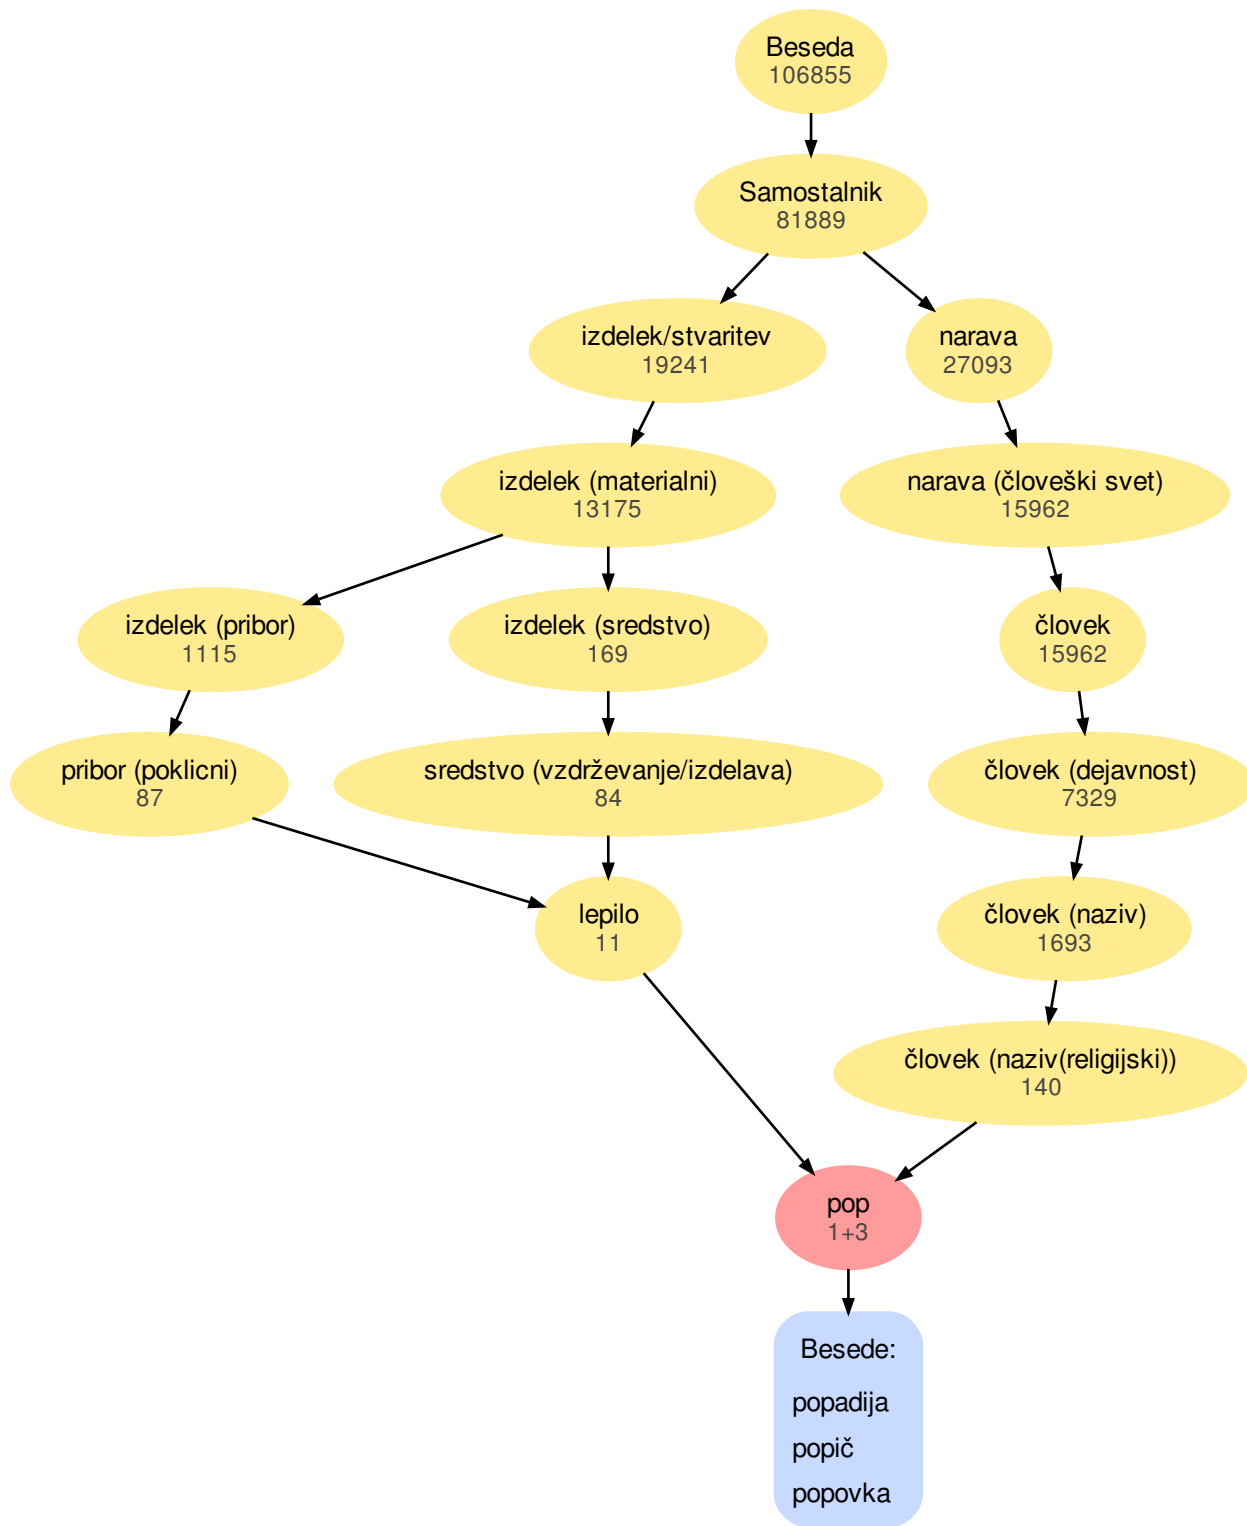 Beseda
106855
Samostalnik
81889
izdelek/stvaritev
19241
narava
27093
izdelek (materialni)
13175
narava (človeški svet)
15962
izdelek (pribor)
1115
izdelek (sredstvo)
169
človek
15962
pribor (poklicni)
87
sredstvo (vzdrževanje/izdelava)
84
človek (dejavnost)
7329
lepilo
11
človek (naziv)
1693
človek (naziv(religijski))
140
pop
1+3
Besede:
popadija
popič
popovka